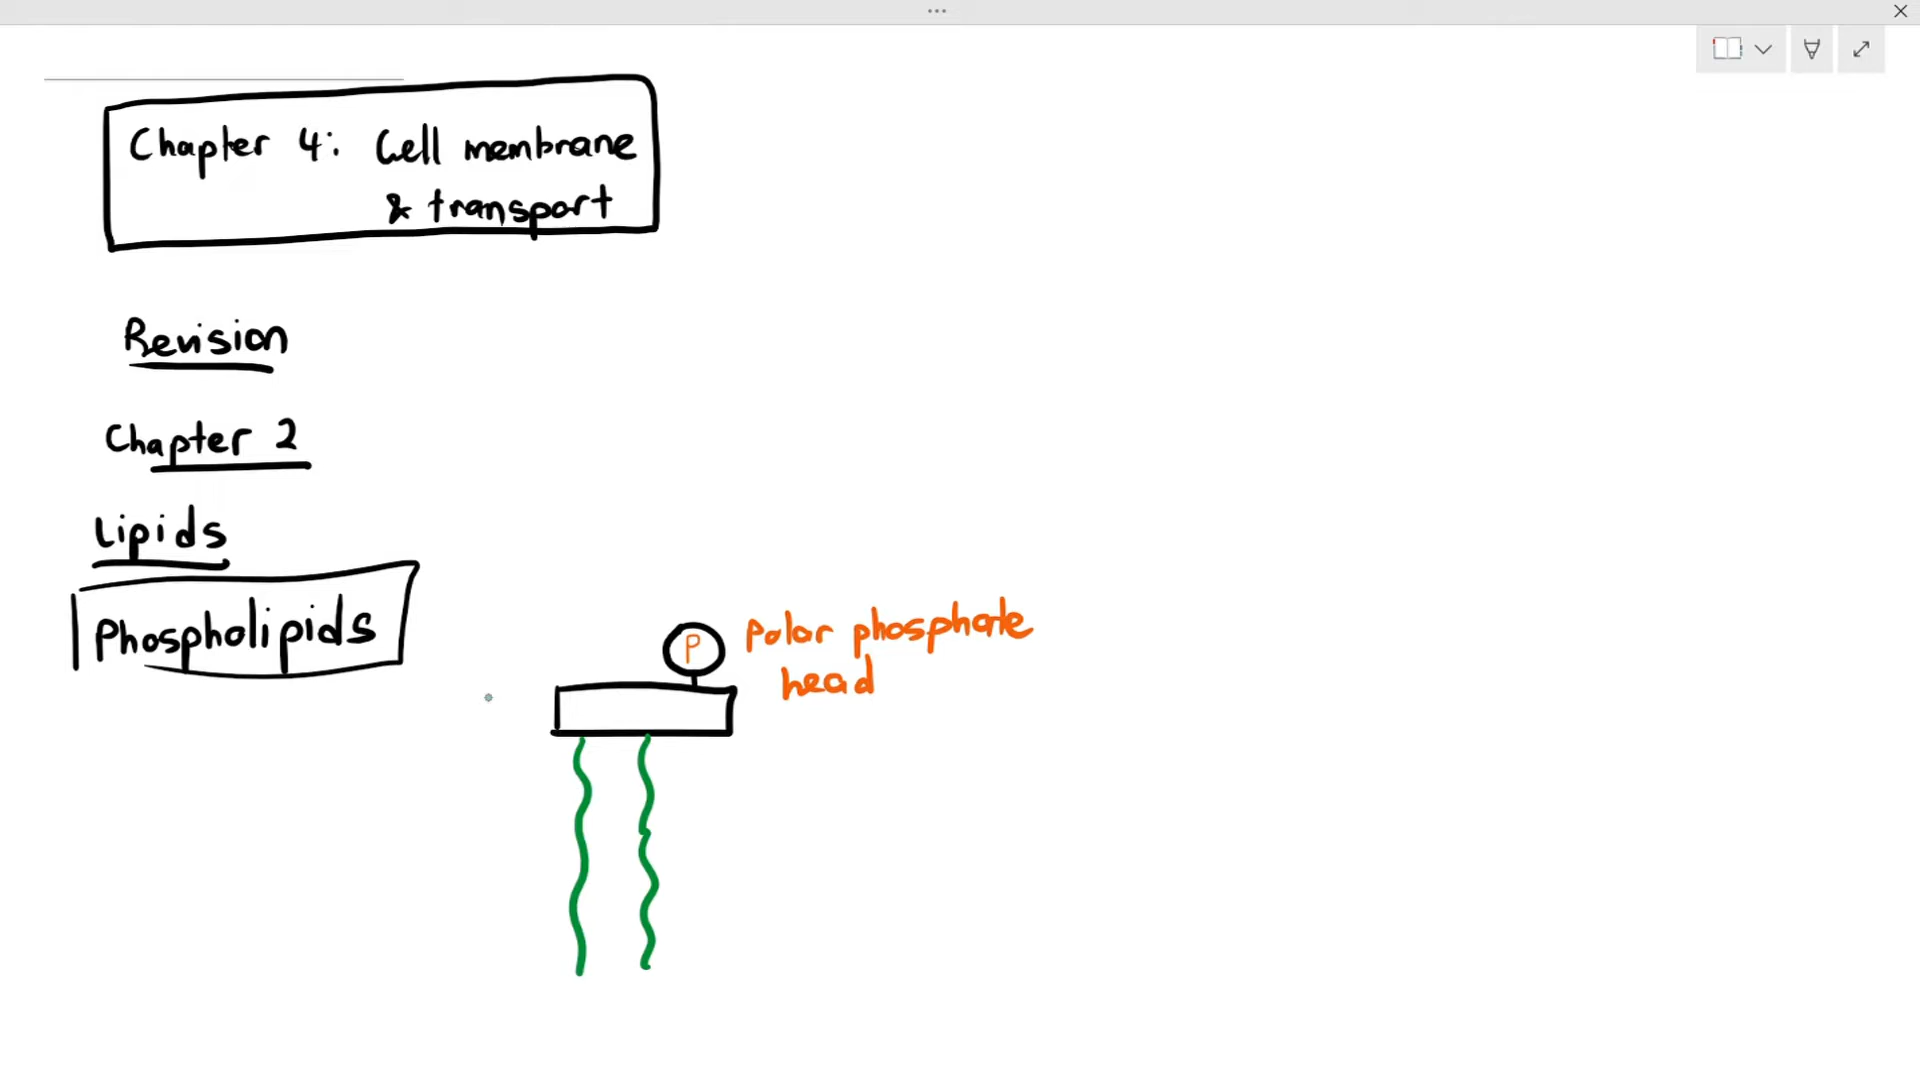 Chapter 4: Cell membrane
& transport
Revision
Chapter 2
Lipids
Phospholipids
P
Polar phosphate
head